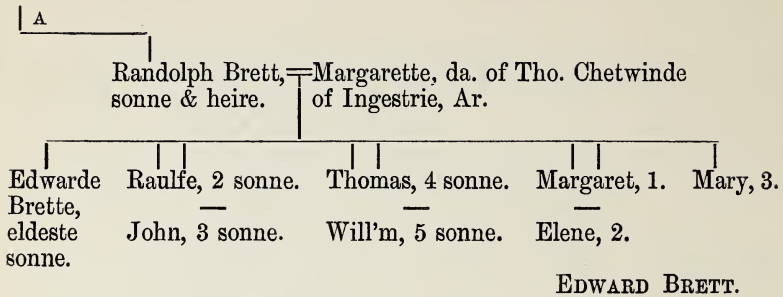 A
Randolph Brett,
sonne & heire.
Margarette, da. of Tho. Chetwinde
of Ingestrie, Ar.
Edwarde
Brette,
eldeste
sonne.
Raulfe, 2 sonne.
John, 3 sonne.
Thomas, 4 sonne.
Will'm, 5 sonne.
Margaret, 1.
Elene, 2.
Mary, 3.
EDWARD BRETT.